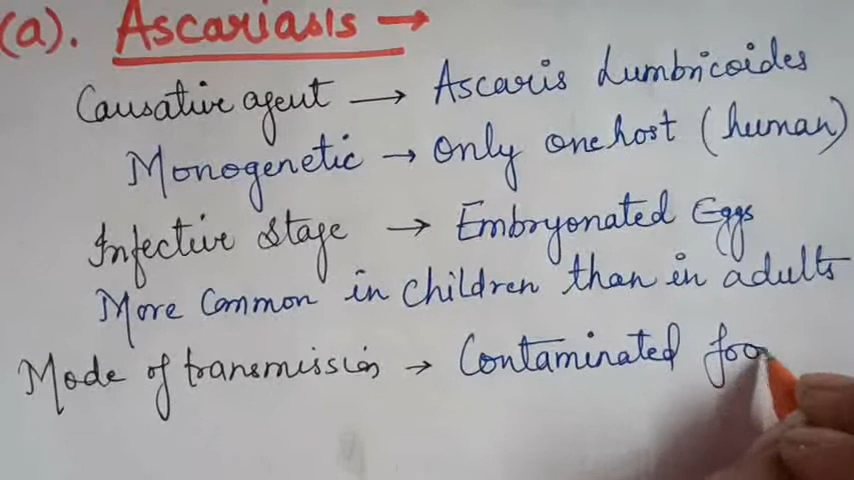 (a). Ascariasis →
Causative agent → Ascaris Lumbricoides
Monogenetic → Only one host (human)
Infective Stage → Embryonated Eggs
More Common in Children than in adults
Mode of transmission → Contaminated foo